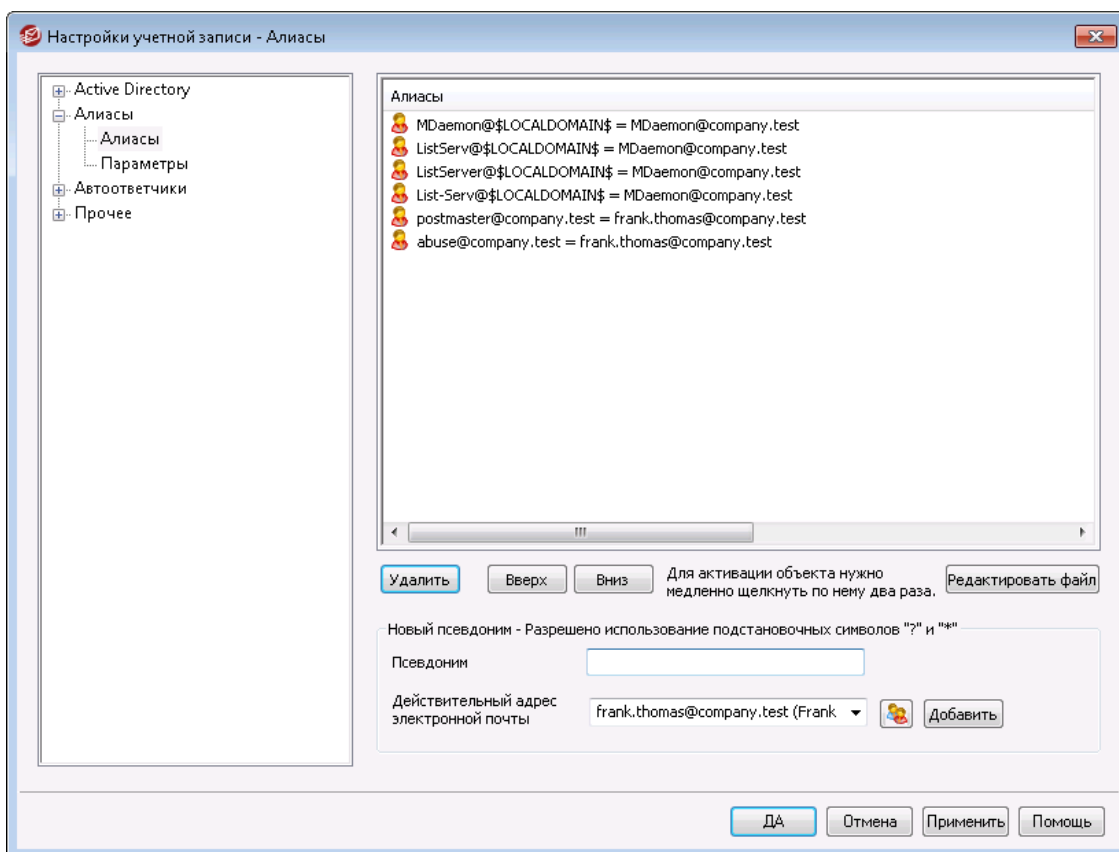 Настройки учетной записи - Алиасы
Active Directory
Алиасы
Алиасы
Параметры
Автоответчики
Прочее
Алиасы
MDaemon@$LOCALDOMAIN$ = MDaemon@company.test
ListServ@$LOCALDOMAIN$ = MDaemon@company.test
ListServer@$LOCALDOMAIN$ = MDaemon@company.test
List-Serv@$LOCALDOMAIN$ = MDaemon@company.test
postmaster@company.test = frank.thomas@company.test
abuse@company.test = frank.thomas@company.test
Удалить
Вверх
Вниз
Для активации объекта нужно
медленно щелкнуть по нему два раза.
Редактировать файл
Новый псевдоним - Разрешено использование подстановочных символов "?" и "*"
Псевдоним
Действительный адрес
электронной почты
frank.thomas@company.test (Frank
Добавить
ДА
Отмена
Применить
Помощь